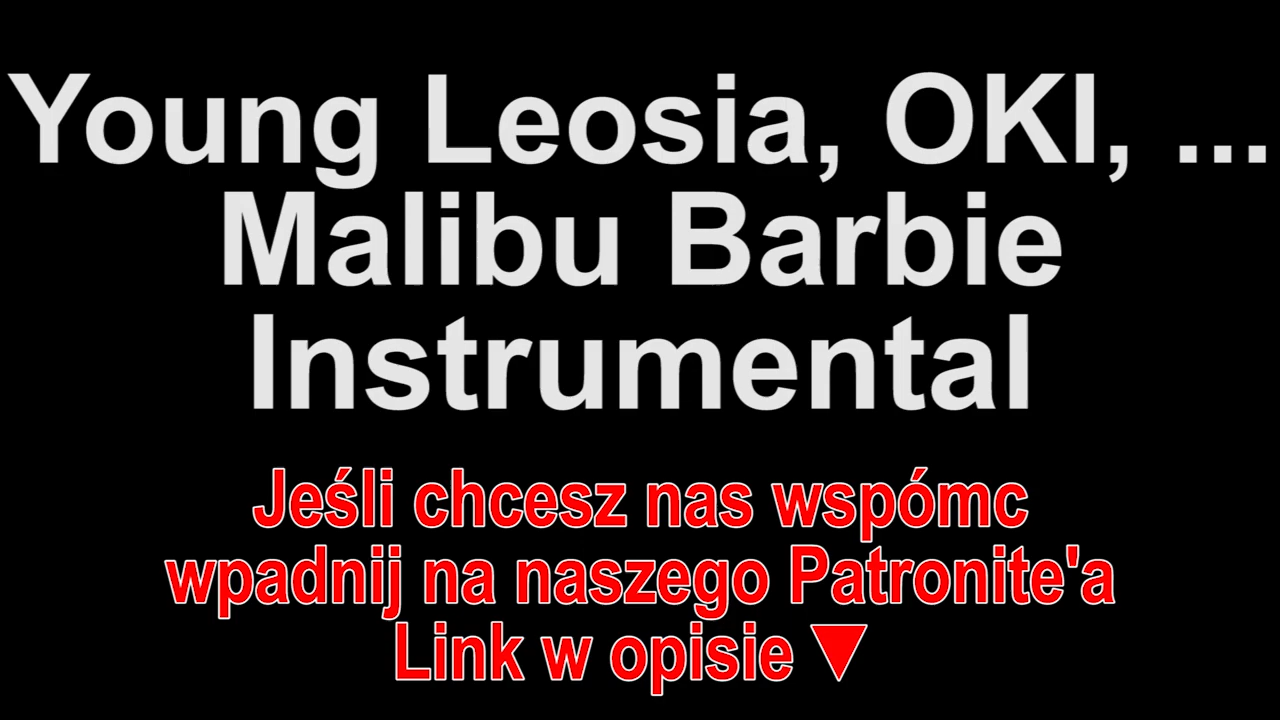 Young Leosia, OKI, ...
Malibu Barbie
Instrumental
Jeśli chcesz nas wspómc
wpadnij na naszego Patronite'a
Link w opisie ▼